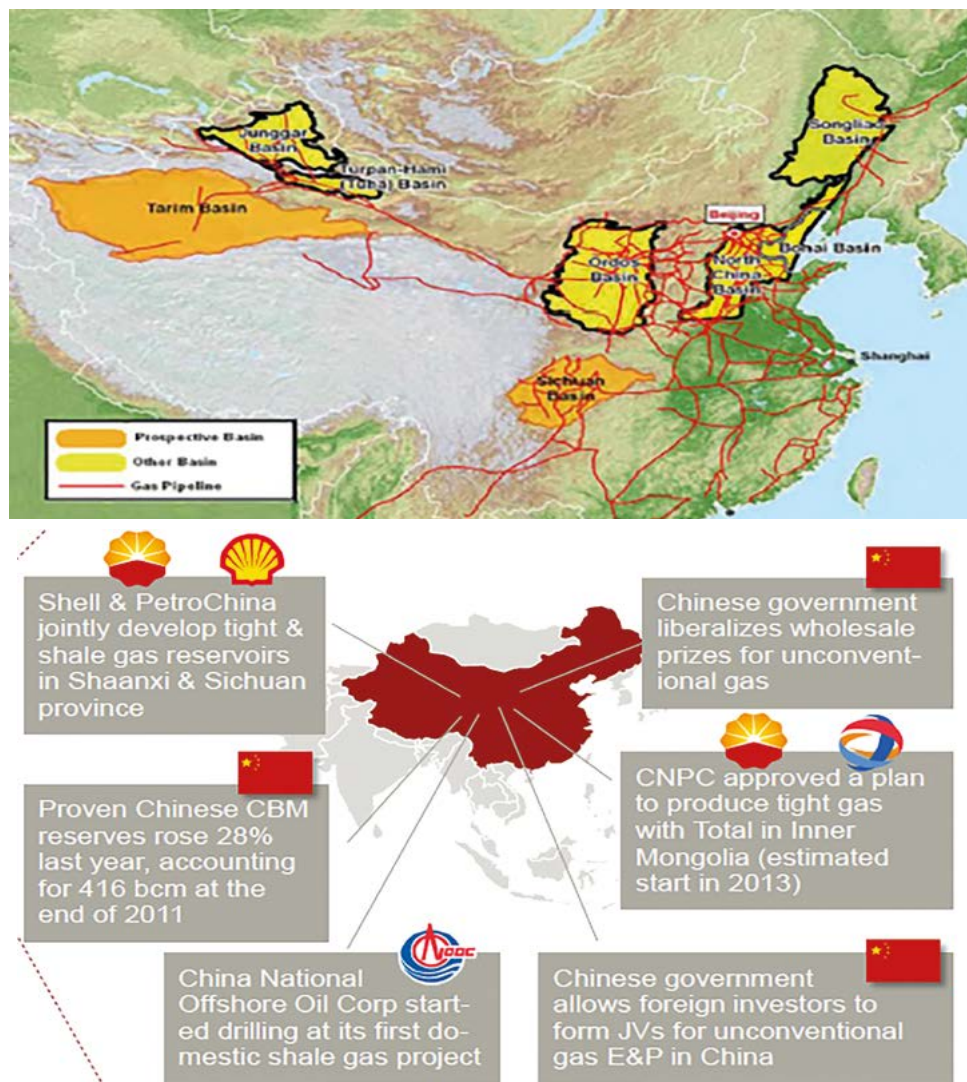 Junggar
Basin
Turpan-Hami
(Tuha) Basin
Songliao
Basin
Tarim Basin
Beijing
Ordos
Basin
North
China
Basin
Bohai Basin
Sichuan
Basin
Shanghai
Prospective Basin
Other Basin
Gas Pipeline
Shell & PetroChina
jointly develop tight &
shale gas reservoirs
in Shaanxi & Sichuan
province
Chinese government
liberalizes wholesale
prizes for unconvent-
ional gas
Proven Chinese CBM
reserves rose 28%
last year, accounting
for 416 bcm at the
end of 2011
CNPC approved a plan
to produce tight gas
with Total in Inner
Mongolia (estimated
start in 2013)
CNOOC
China National
Offshore Oil Corp start-
ed drilling at its first do-
mestic shale gas project
Chinese government
allows foreign investors to
form JVs for unconventional
gas E&P in China